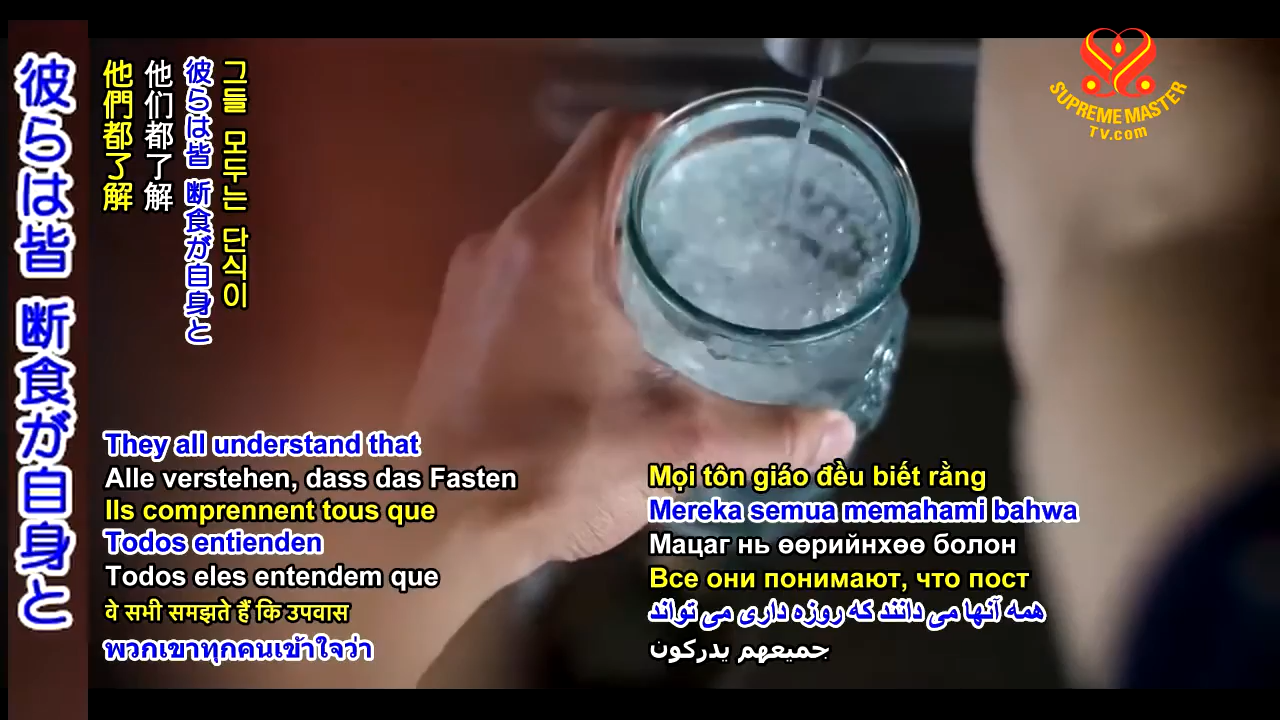 彼らは皆 断食が自身と
他們都了解
他们都了解
彼らは皆 断食が自身と
그들 모두는 단식이
SUPREME MASTER
TV.com
They all understand that
Alle verstehen, dass das Fasten
Ils comprennent tous que
Todos entienden
Todos eles entendem que
वे सभी समझते हैं कि उपवास
พวกเขาทุกคนเข้าใจว่า
Mọi tôn giáo đều biết rằng
Mereka semua memahami bahwa
Мацаг нь өөрийнхөө болон
Все они понимают, что пост
همه آنها می دانند که روزه داری می تواند
جميعهم يدركون